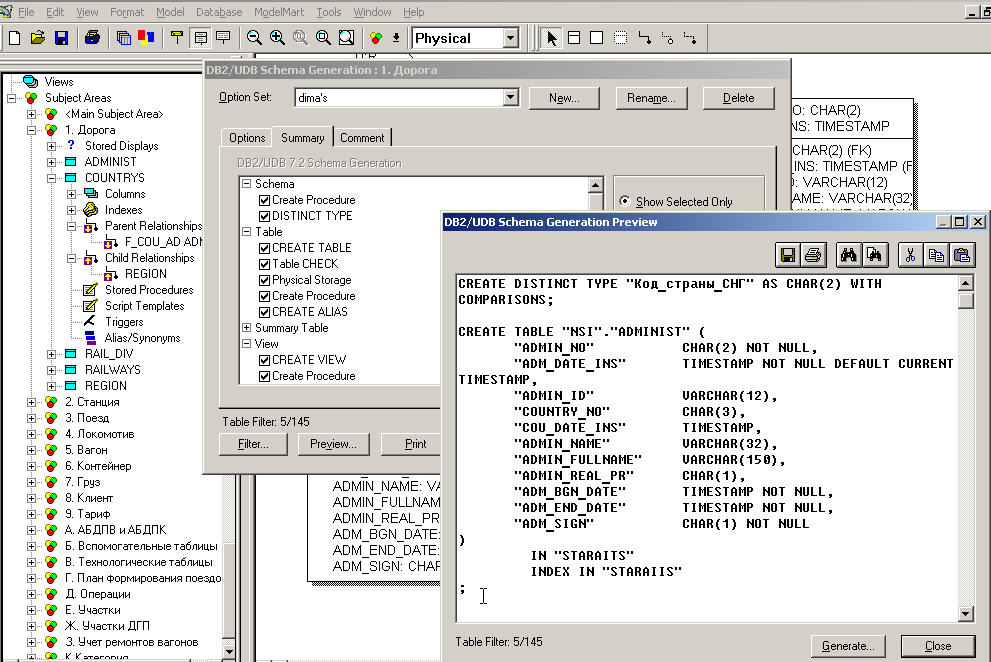 File Edit View Format Model Database ModelMart Tools Window Help
Physical
Views
Subject Areas
<Main Subject Area>
1. Дорога
Stored Displays
ADMINIST
COUNTRYS
Columns
Indexes
Parent Relationships
F_COU_AD ADM
Child Relationships
REGION
Stored Procedures
Script Templates
Triggers
Alias/Synonyms
RAIL_DIV
RAILWAYS
REGION
2. Станция
3. Поезд
4. Локомотив
5. Вагон
6. Контейнер
7. Груз
8. Клиент
9. Тариф
А. АБДПВ и АБДПК
Б. Вспомогательные таблицы
В. Технологические таблицы
Г. План формирования поездо
Д. Операции
Е. Участки
Ж. Участки ДГП
З. Учет ремонтов вагонов
К Категория
DB2/UDB Schema Generation : 1. Дорога
Option Set: dima's New... Rename... Delete
Options Summary Comment
DB2/UDB 7.2 Schema Generation
Schema
Create Procedure
DISTINCT TYPE
Table
CREATE TABLE
Table CHECK
Physical Storage
Create Procedure
CREATE ALIAS
Summary Table
View
CREATE VIEW
Create Procedure
Show Selected Only
Table Filter: 5/145
Filter... Preview... Print
O: CHAR(2)
NS: TIMESTAMP
CHAR(2) (FK)
INS: TIMESTAMP (F
: VARCHAR(12)
AME: VARCHAR(32)
ADMIN_NAME: VA
ADMIN_FULLNAM
ADMIN_REAL_PR
ADM_BGN_DATE:
ADM_END_DATE:
ADM_SIGN: CHAR
DB2/UDB Schema Generation Preview
CREATE DISTINCT TYPE "Код_страны_СНГ" AS CHAR(2) WITH
COMPARISONS;
CREATE TABLE "NSI"."ADMINIST" (
"ADMIN_NO" CHAR(2) NOT NULL,
"ADM_DATE_INS" TIMESTAMP NOT NULL DEFAULT CURRENT
TIMESTAMP,
"ADMIN_ID" VARCHAR(12),
"COUNTRY_NO" CHAR(3),
"COU_DATE_INS" TIMESTAMP,
"ADMIN_NAME" VARCHAR(32),
"ADMIN_FULLNAME" VARCHAR(150),
"ADMIN_REAL_PR" CHAR(1),
"ADM_BGN_DATE" TIMESTAMP NOT NULL,
"ADM_END_DATE" TIMESTAMP NOT NULL,
"ADM_SIGN" CHAR(1) NOT NULL
)
IN "STARAITS"
INDEX IN "STARAIIS"
;
Table Filter: 5/145
Generate... Close